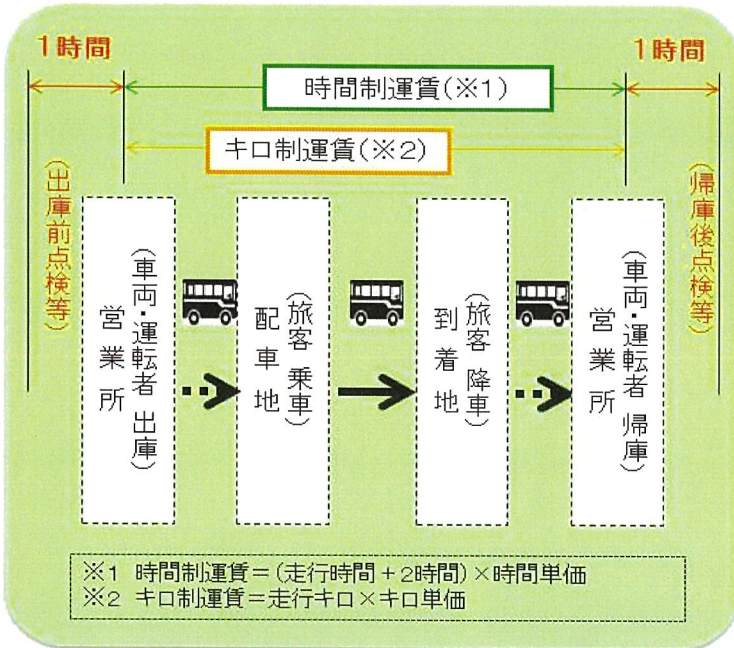 1時間
1時間
時間制運賃(※1)
キロ制運賃(※2)
(出庫前点検等)
営業所
(車両・運転者 出庫)
配車地
(旅客 乗車)
到着地
(旅客 降車)
営業所
(車両・運転者 帰庫)
(帰庫後点検等)
※1 時間制運賃=(走行時間+2時間)×時間単価
※2 キロ制運賃=走行キロ×キロ単価